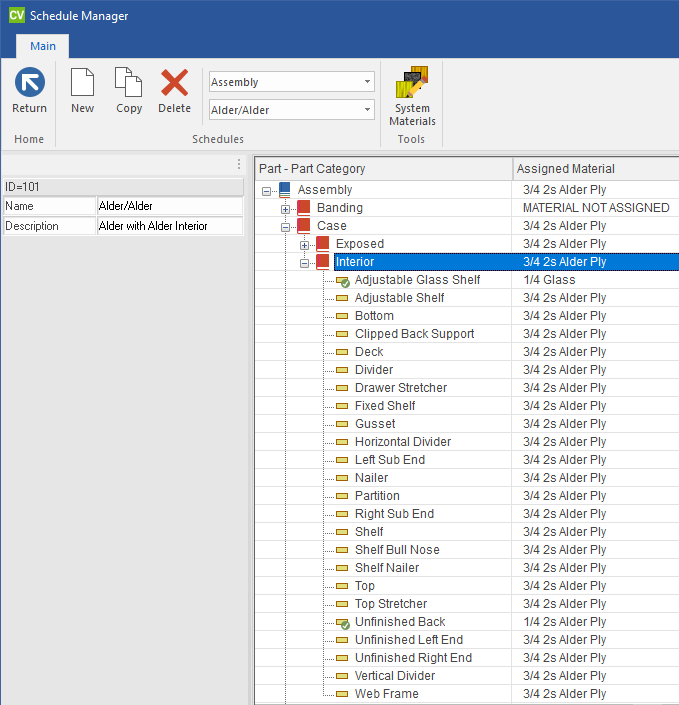 CV Schedule Manager
Main
Return
New
Copy
Delete
Assembly
Alder/Alder
System
Materials
Home
Schedules
Tools
ID=101
Name Alder/Alder
Description Alder with Alder Interior
Part - Part Category Assigned Material
Assembly 3/4 2s Alder Ply
Banding MATERIAL NOT ASSIGNED
Case 3/4 2s Alder Ply
Exposed 3/4 2s Alder Ply
Interior 3/4 2s Alder Ply
Adjustable Glass Shelf 1/4 Glass
Adjustable Shelf 3/4 2s Alder Ply
Bottom 3/4 2s Alder Ply
Clipped Back Support 3/4 2s Alder Ply
Deck 3/4 2s Alder Ply
Divider 3/4 2s Alder Ply
Drawer Stretcher 3/4 2s Alder Ply
Fixed Shelf 3/4 2s Alder Ply
Gusset 3/4 2s Alder Ply
Horizontal Divider 3/4 2s Alder Ply
Left Sub End 3/4 2s Alder Ply
Nailer 3/4 2s Alder Ply
Partition 3/4 2s Alder Ply
Right Sub End 3/4 2s Alder Ply
Shelf 3/4 2s Alder Ply
Shelf Bull Nose 3/4 2s Alder Ply
Shelf Nailer 3/4 2s Alder Ply
Top 3/4 2s Alder Ply
Top Stretcher 3/4 2s Alder Ply
Unfinished Back 1/4 2s Alder Ply
Unfinished Left End 3/4 2s Alder Ply
Unfinished Right End 3/4 2s Alder Ply
Vertical Divider 3/4 2s Alder Ply
Web Frame 3/4 2s Alder Ply